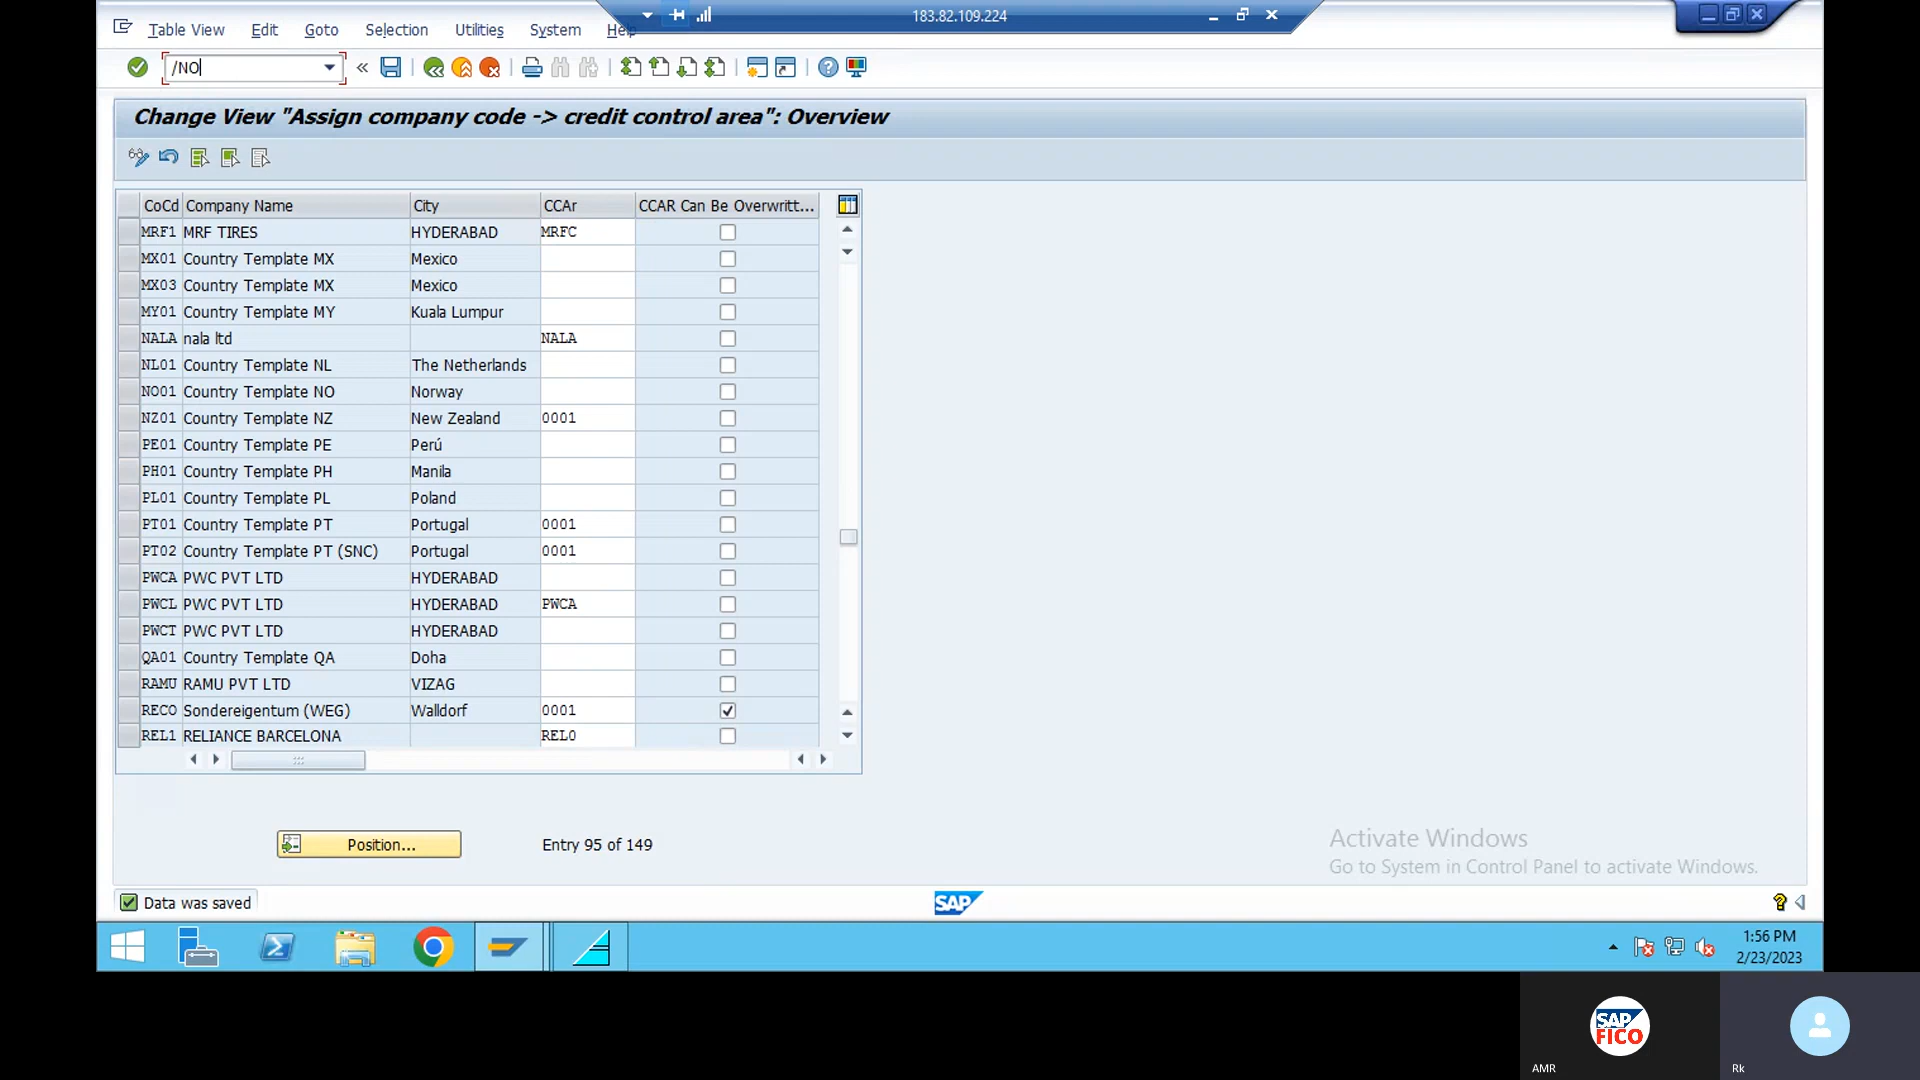 183.82.109.224
Table View Edit Goto Selection Utilities System Help
/NO
Change View "Assign company code -> credit control area": Overview
CoCd Company Name City CCAr CCAR Can Be Overwritt...
MRF1 MRF TIRES HYDERABAD MRFC
MX01 Country Template MX Mexico
MX03 Country Template MX Mexico
MY01 Country Template MY Kuala Lumpur
NALA nala ltd NALA
NL01 Country Template NL The Netherlands
NO01 Country Template NO Norway
NZ01 Country Template NZ New Zealand 0001
PE01 Country Template PE Perú
PH01 Country Template PH Manila
PL01 Country Template PL Poland
PT01 Country Template PT Portugal 0001
PT02 Country Template PT (SNC) Portugal 0001
PWCA PWC PVT LTD HYDERABAD
PWCL PWC PVT LTD HYDERABAD PWCA
PWCT PWC PVT LTD HYDERABAD
QA01 Country Template QA Doha
RAMU RAMU PVT LTD VIZAG
RECO Sondereigentum (WEG) Walldorf 0001
REL1 RELIANCE BARCELONA REL0
Position... Entry 95 of 149
Activate Windows
Go to System in Control Panel to activate Windows.
Data was saved
SAP
1:56 PM
2/23/2023
SAP
FICO
AMR Rk